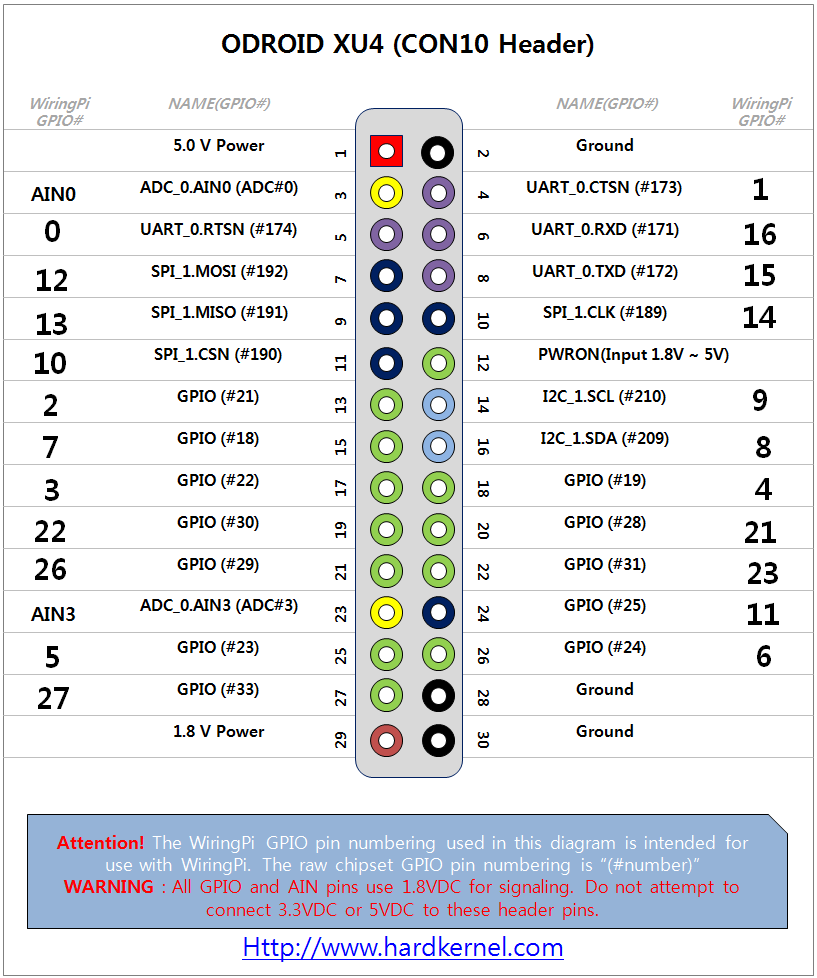 ODROID XU4 (CON10 Header)
WiringPi GPIO# NAME(GPIO#) NAME(GPIO#) WiringPi GPIO#
5.0 V Power 1 2 Ground
AIN0 ADC_0.AIN0 (ADC#0) 3 4 UART_0.CTSN (#173) 1
0 UART_0.RTSN (#174) 5 6 UART_0.RXD (#171) 16
12 SPI_1.MOSI (#192) 7 8 UART_0.TXD (#172) 15
13 SPI_1.MISO (#191) 9 10 SPI_1.CLK (#189) 14
10 SPI_1.CSN (#190) 11 12 PWRON(Input 1.8V ~ 5V)
2 GPIO (#21) 13 14 I2C_1.SCL (#210) 9
7 GPIO (#18) 15 16 I2C_1.SDA (#209) 8
3 GPIO (#22) 17 18 GPIO (#19) 4
22 GPIO (#30) 19 20 GPIO (#28) 21
26 GPIO (#29) 21 22 GPIO (#31) 23
AIN3 ADC_0.AIN3 (ADC#3) 23 24 GPIO (#25) 11
5 GPIO (#23) 25 26 GPIO (#24) 6
27 GPIO (#33) 27 28 Ground
1.8 V Power 29 30 Ground
Attention! The WiringPi GPIO pin numbering used in this diagram is intended for
use with WiringPi. The raw chipset GPIO pin numbering is “(#number)”
WARNING : All GPIO and AIN pins use 1.8VDC for signaling. Do not attempt to
connect 3.3VDC or 5VDC to these header pins.
Http://www.hardkernel.com